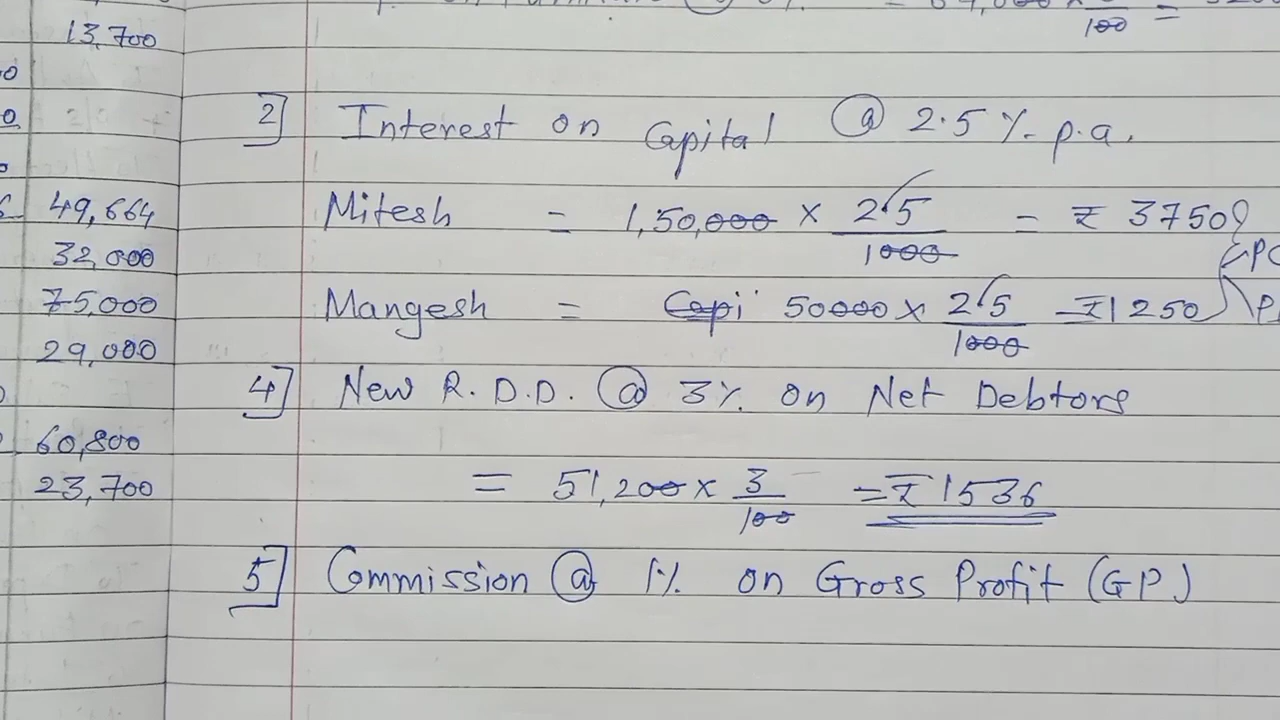 13,700
2] Interest on Capital @ 2.5 %. p.a.
49,664
Mitesh = 1,50,000 × 2.5/1000 = ₹ 3750
32,000
75,000
Mangesh = Capi 50000 × 25/1000 = ₹1250
29,000
4] New R.D.D. @ 3%. on Net Debtors
60,800
23,700
= 51,200 × 3/100 = ₹1536
5] Commission @ 1%. on Gross Profit (GP)